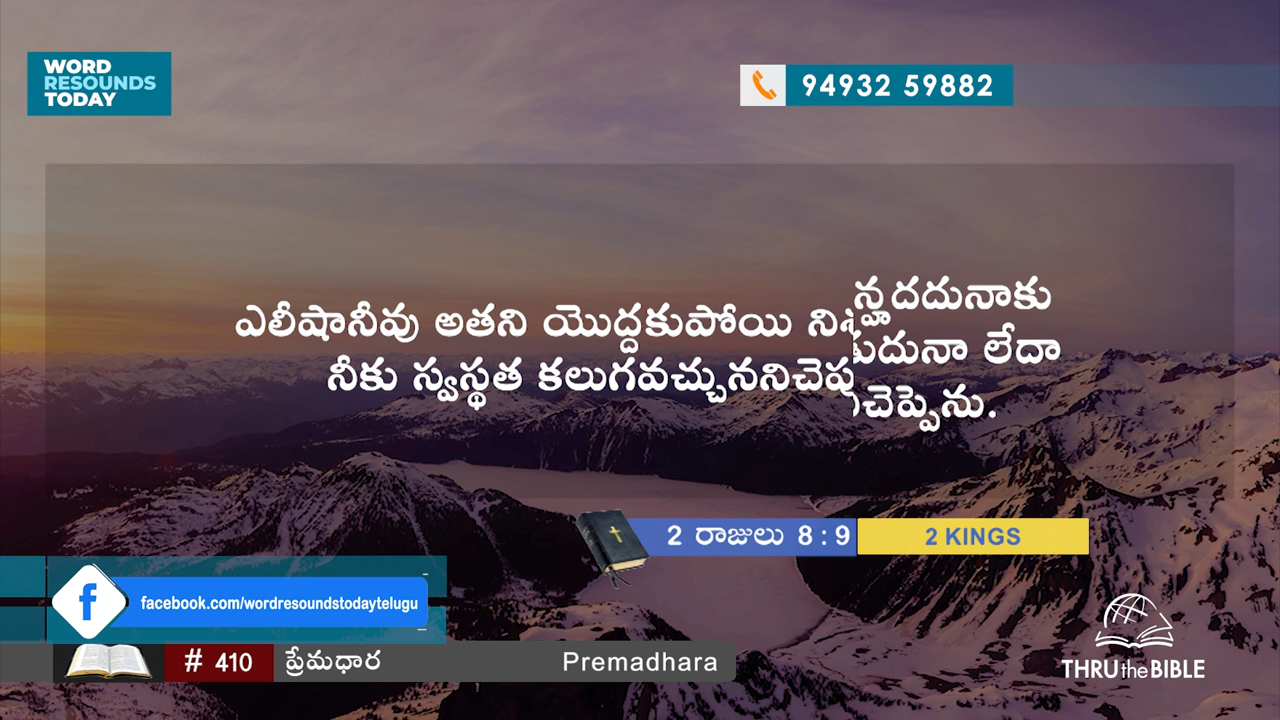 WORD
RESOUNDS
TODAY
94932 59882
ఎలీషానీవు అతని యొద్దకుపోయి
నీకు స్వస్థత కలుగవచ్చునని
లేదా
2 రాజులు 8 : 9
2 KINGS
facebook.com/wordresoundstodaytelugu
# 410
ప్రేమధార
Premadhara
THRU the BIBLE